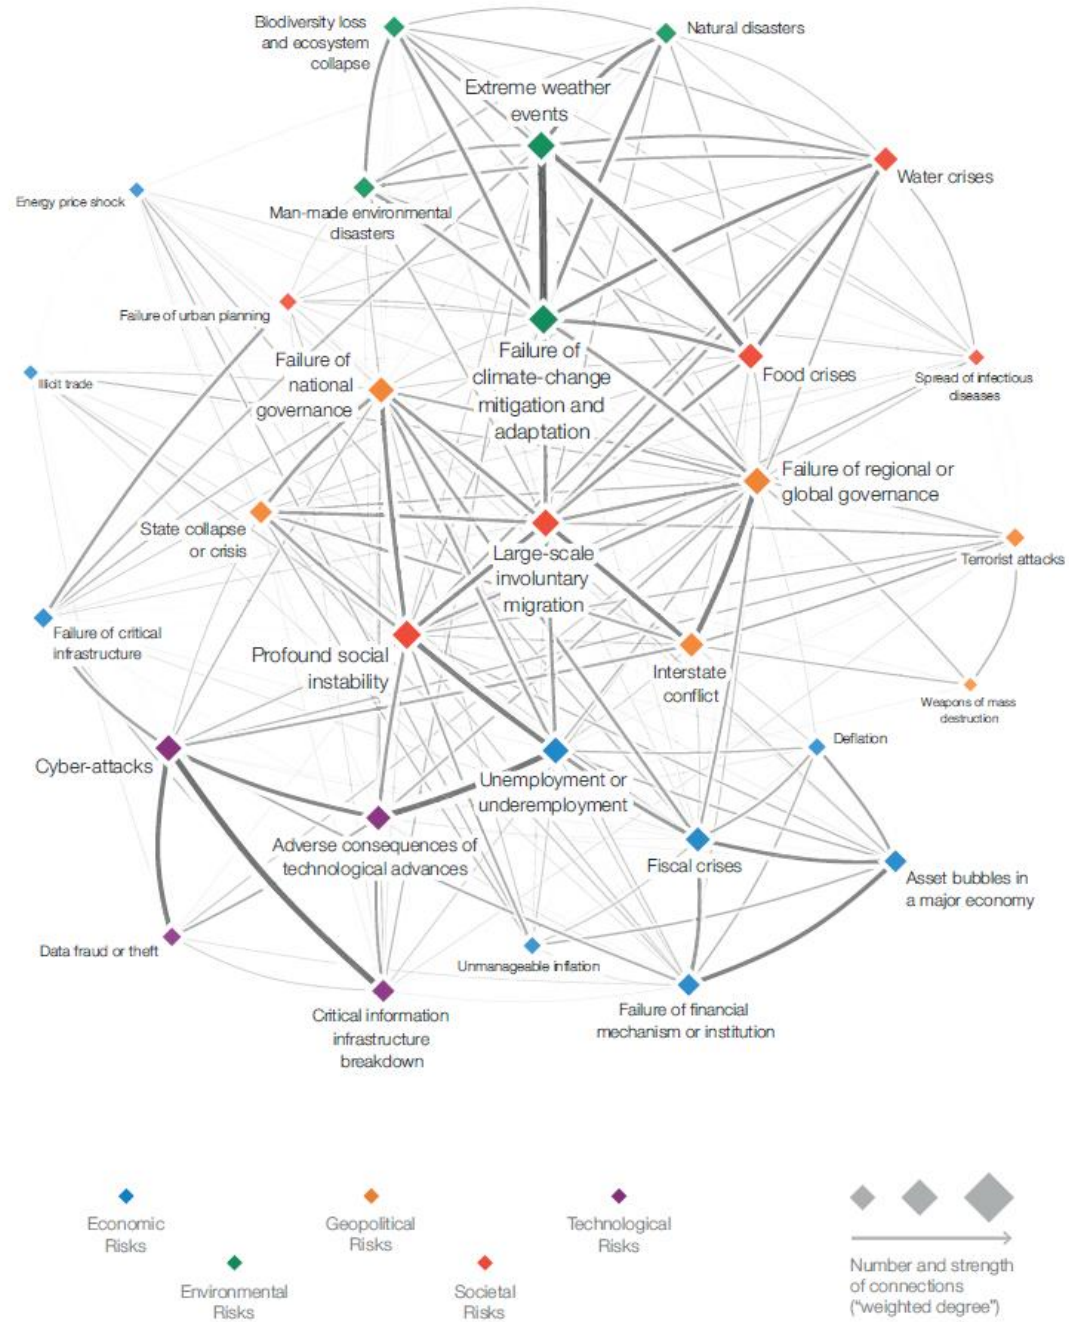 Biodiversity loss
and ecosystem
collapse
Natural disasters
Extreme weather
events
Water crises
Energy price shock
Man-made environmental
disasters
Failure of urban planning
Failure of
national
governance
Failure of
climate-change
mitigation and
adaptation
Food crises
Spread of infectious
diseases
Illicit trade
Failure of regional or
global governance
State collapse
or crisis
Large-scale
involuntary
migration
Terrorist attacks
Failure of critical
infrastructure
Profound social
instability
Interstate
conflict
Weapons of mass
destruction
Deflation
Cyber-attacks
Unemployment or
underemployment
Adverse consequences of
technological advances
Fiscal crises
Asset bubbles in
a major economy
Data fraud or theft
Unmanageable inflation
Critical information
infrastructure
breakdown
Failure of financial
mechanism or institution
Economic
Risks
Geopolitical
Risks
Technological
Risks
Environmental
Risks
Societal
Risks
Number and strength
of connections
("weighted degree")